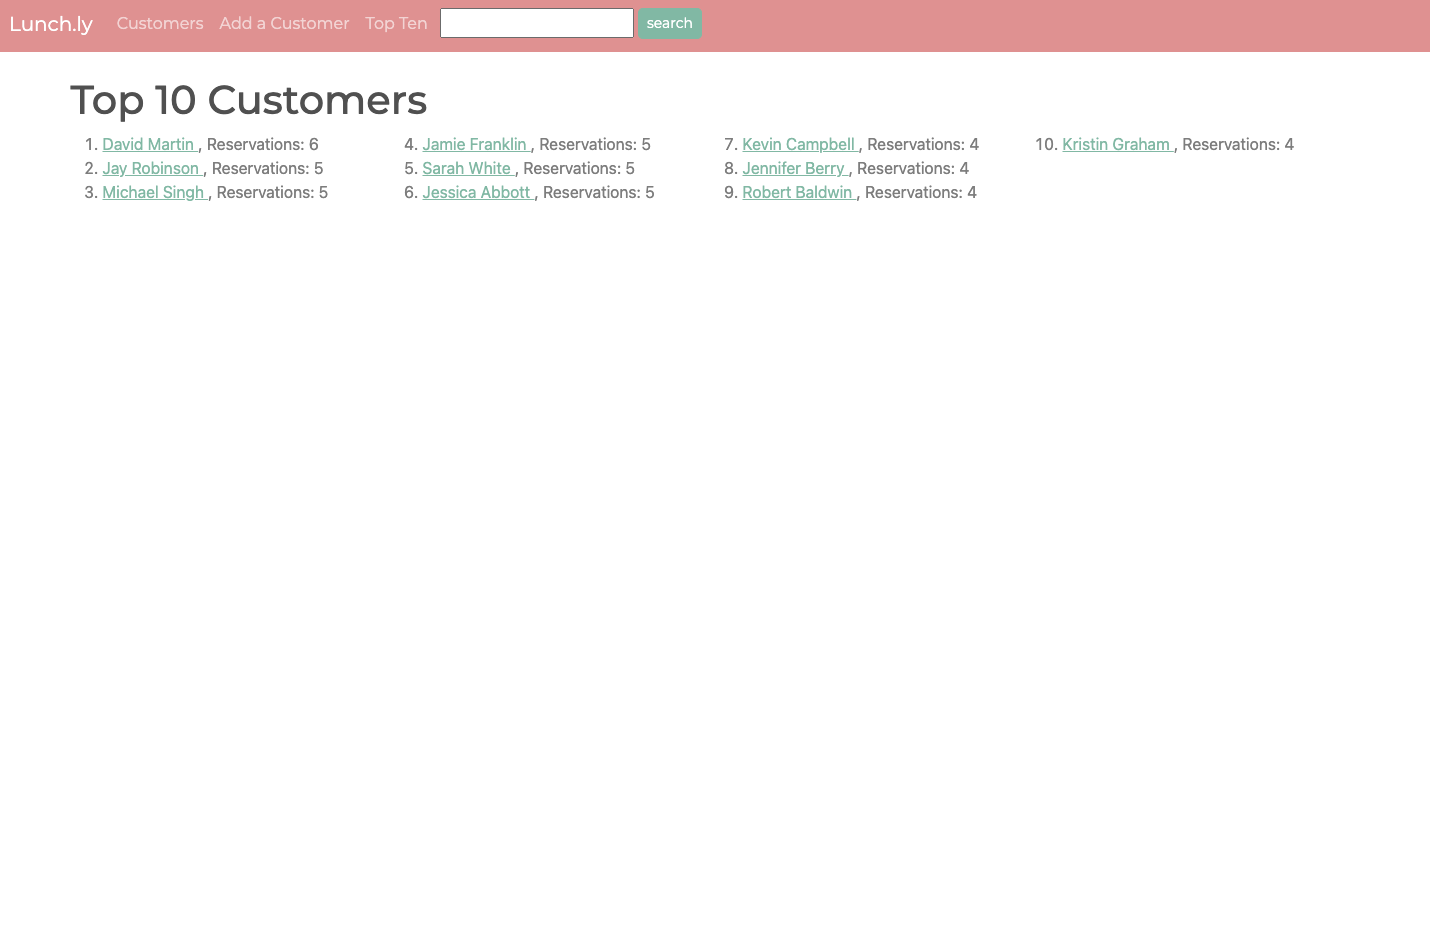 Lunch.ly Customers Add a Customer Top Ten search
Top 10 Customers
1. David Martin , Reservations: 6
2. Jay Robinson , Reservations: 5
3. Michael Singh , Reservations: 5
4. Jamie Franklin , Reservations: 5
5. Sarah White , Reservations: 5
6. Jessica Abbott , Reservations: 5
7. Kevin Campbell , Reservations: 4
8. Jennifer Berry , Reservations: 4
9. Robert Baldwin , Reservations: 4
10. Kristin Graham , Reservations: 4